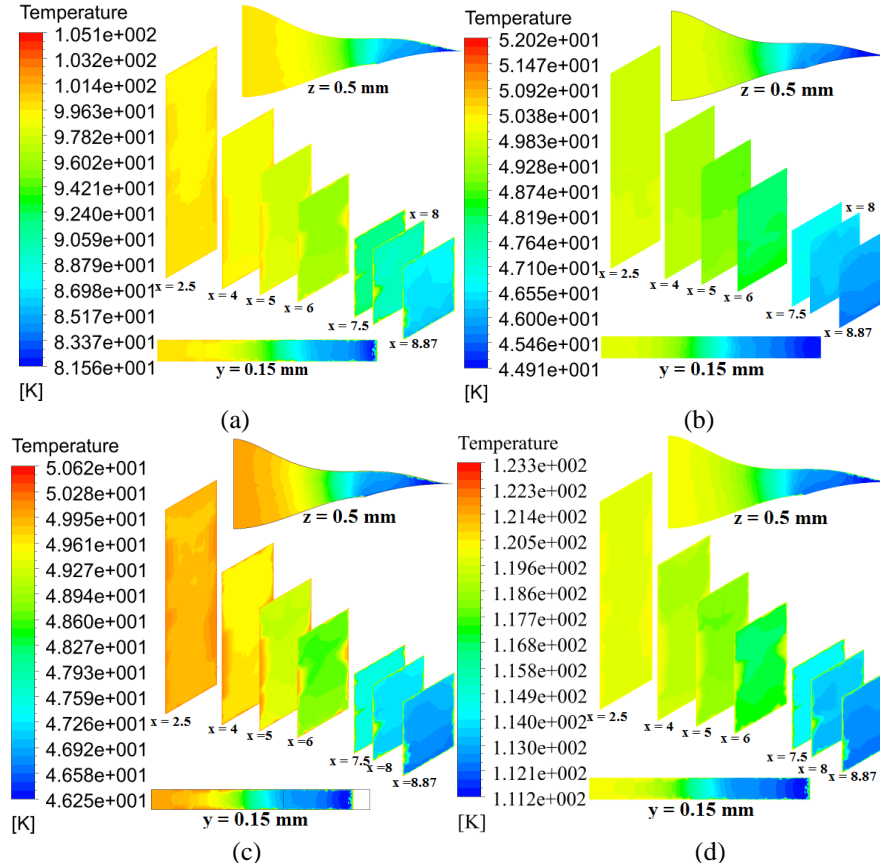 Temperature
1.051e+002
1.032e+002
1.014e+002
9.963e+001
9.782e+001
9.602e+001
9.421e+001
9.240e+001
9.059e+001
8.879e+001
8.698e+001
8.517e+001
8.337e+001
8.156e+001
[K]
z = 0.5 mm
x = 2.5
x = 4
x = 5
x = 6
x = 7.5
x = 8
x = 8.87
y = 0.15 mm
(a)
Temperature
5.202e+001
5.147e+001
5.092e+001
5.038e+001
4.983e+001
4.928e+001
4.874e+001
4.819e+001
4.764e+001
4.710e+001
4.655e+001
4.600e+001
4.546e+001
4.491e+001
[K]
z = 0.5 mm
x = 2.5
x = 4
x = 5
x = 6
x = 7.5
x = 8
x = 8.87
y = 0.15 mm
(b)
Temperature
5.062e+001
5.028e+001
4.995e+001
4.961e+001
4.927e+001
4.894e+001
4.860e+001
4.827e+001
4.793e+001
4.759e+001
4.726e+001
4.692e+001
4.658e+001
4.625e+001
[K]
z = 0.5 mm
x = 2.5
x = 4
x =5
x =6
x = 7.5
x =8
x =8.87
y = 0.15 mm
(c)
Temperature
1.233e+002
1.223e+002
1.214e+002
1.205e+002
1.196e+002
1.186e+002
1.177e+002
1.168e+002
1.158e+002
1.149e+002
1.140e+002
1.130e+002
1.121e+002
1.112e+002
[K]
z = 0.5 mm
x = 2.5
x = 4
x = 5
x = 6
x = 7.5
x = 8
x = 8.87
y = 0.15 mm
(d)